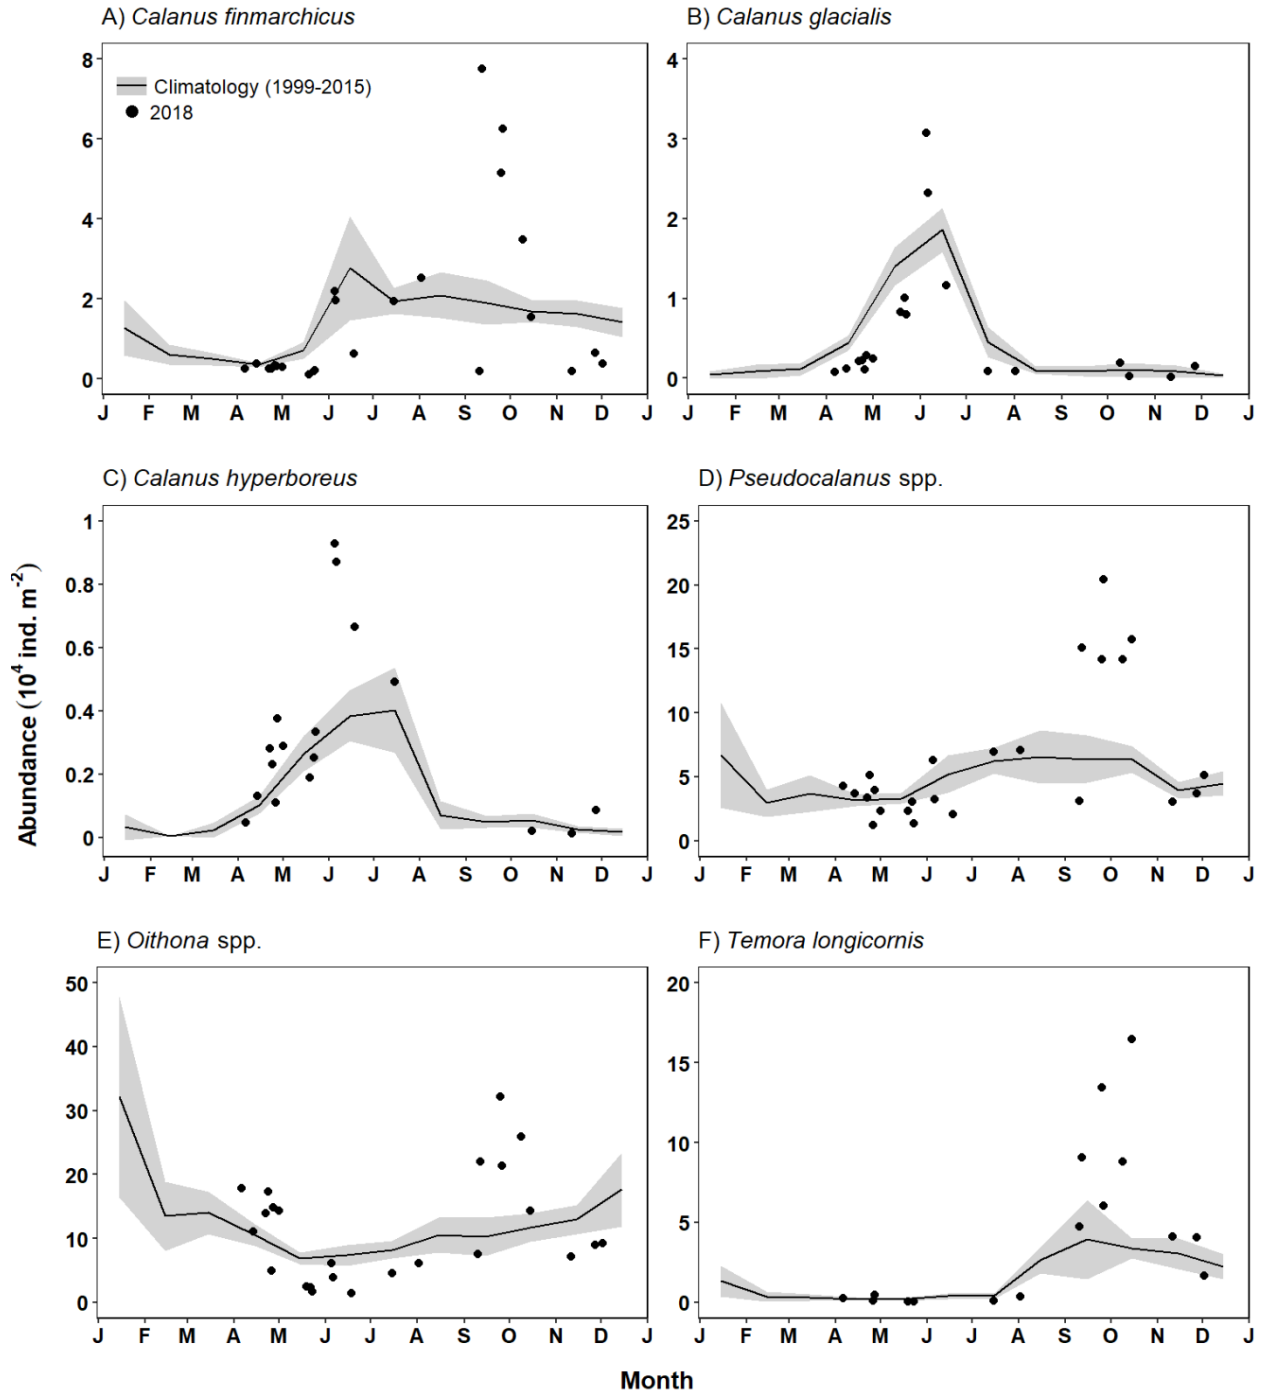 A) Calanus finmarchicus
B) Calanus glacialis
8
6
4
2
0
Climatology (1999-2015)
2018
J F M A M J J A S O N D J
4
3
2
1
0
J F M A M J J A S O N D J
C) Calanus hyperboreus
D) Pseudocalanus spp.
1
0.8
0.6
0.4
0.2
0
J F M A M J J A S O N D J
25
20
15
10
5
0
J F M A M J J A S O N D J
Abundance (10⁴ ind. m⁻²)
E) Oithona spp.
F) Temora longicornis
50
40
30
20
10
0
J F M A M J J A S O N D J
20
15
10
5
0
J F M A M J J A S O N D J
Month